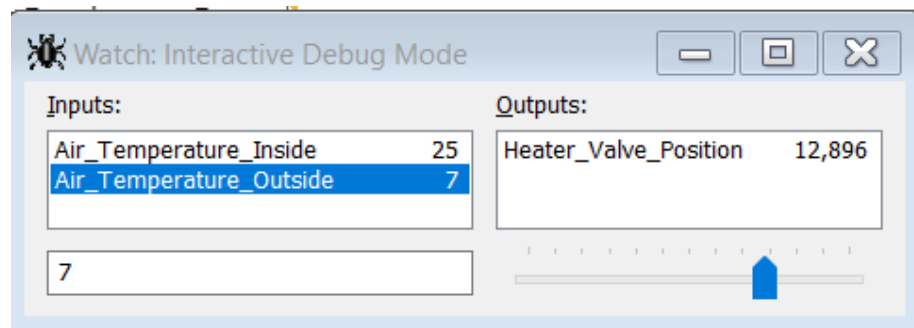 Watch: Interactive Debug Mode
Inputs:
Outputs:
Air_Temperature_Inside 25
Air_Temperature_Outside 7
Heater_Valve_Position 12,896
7